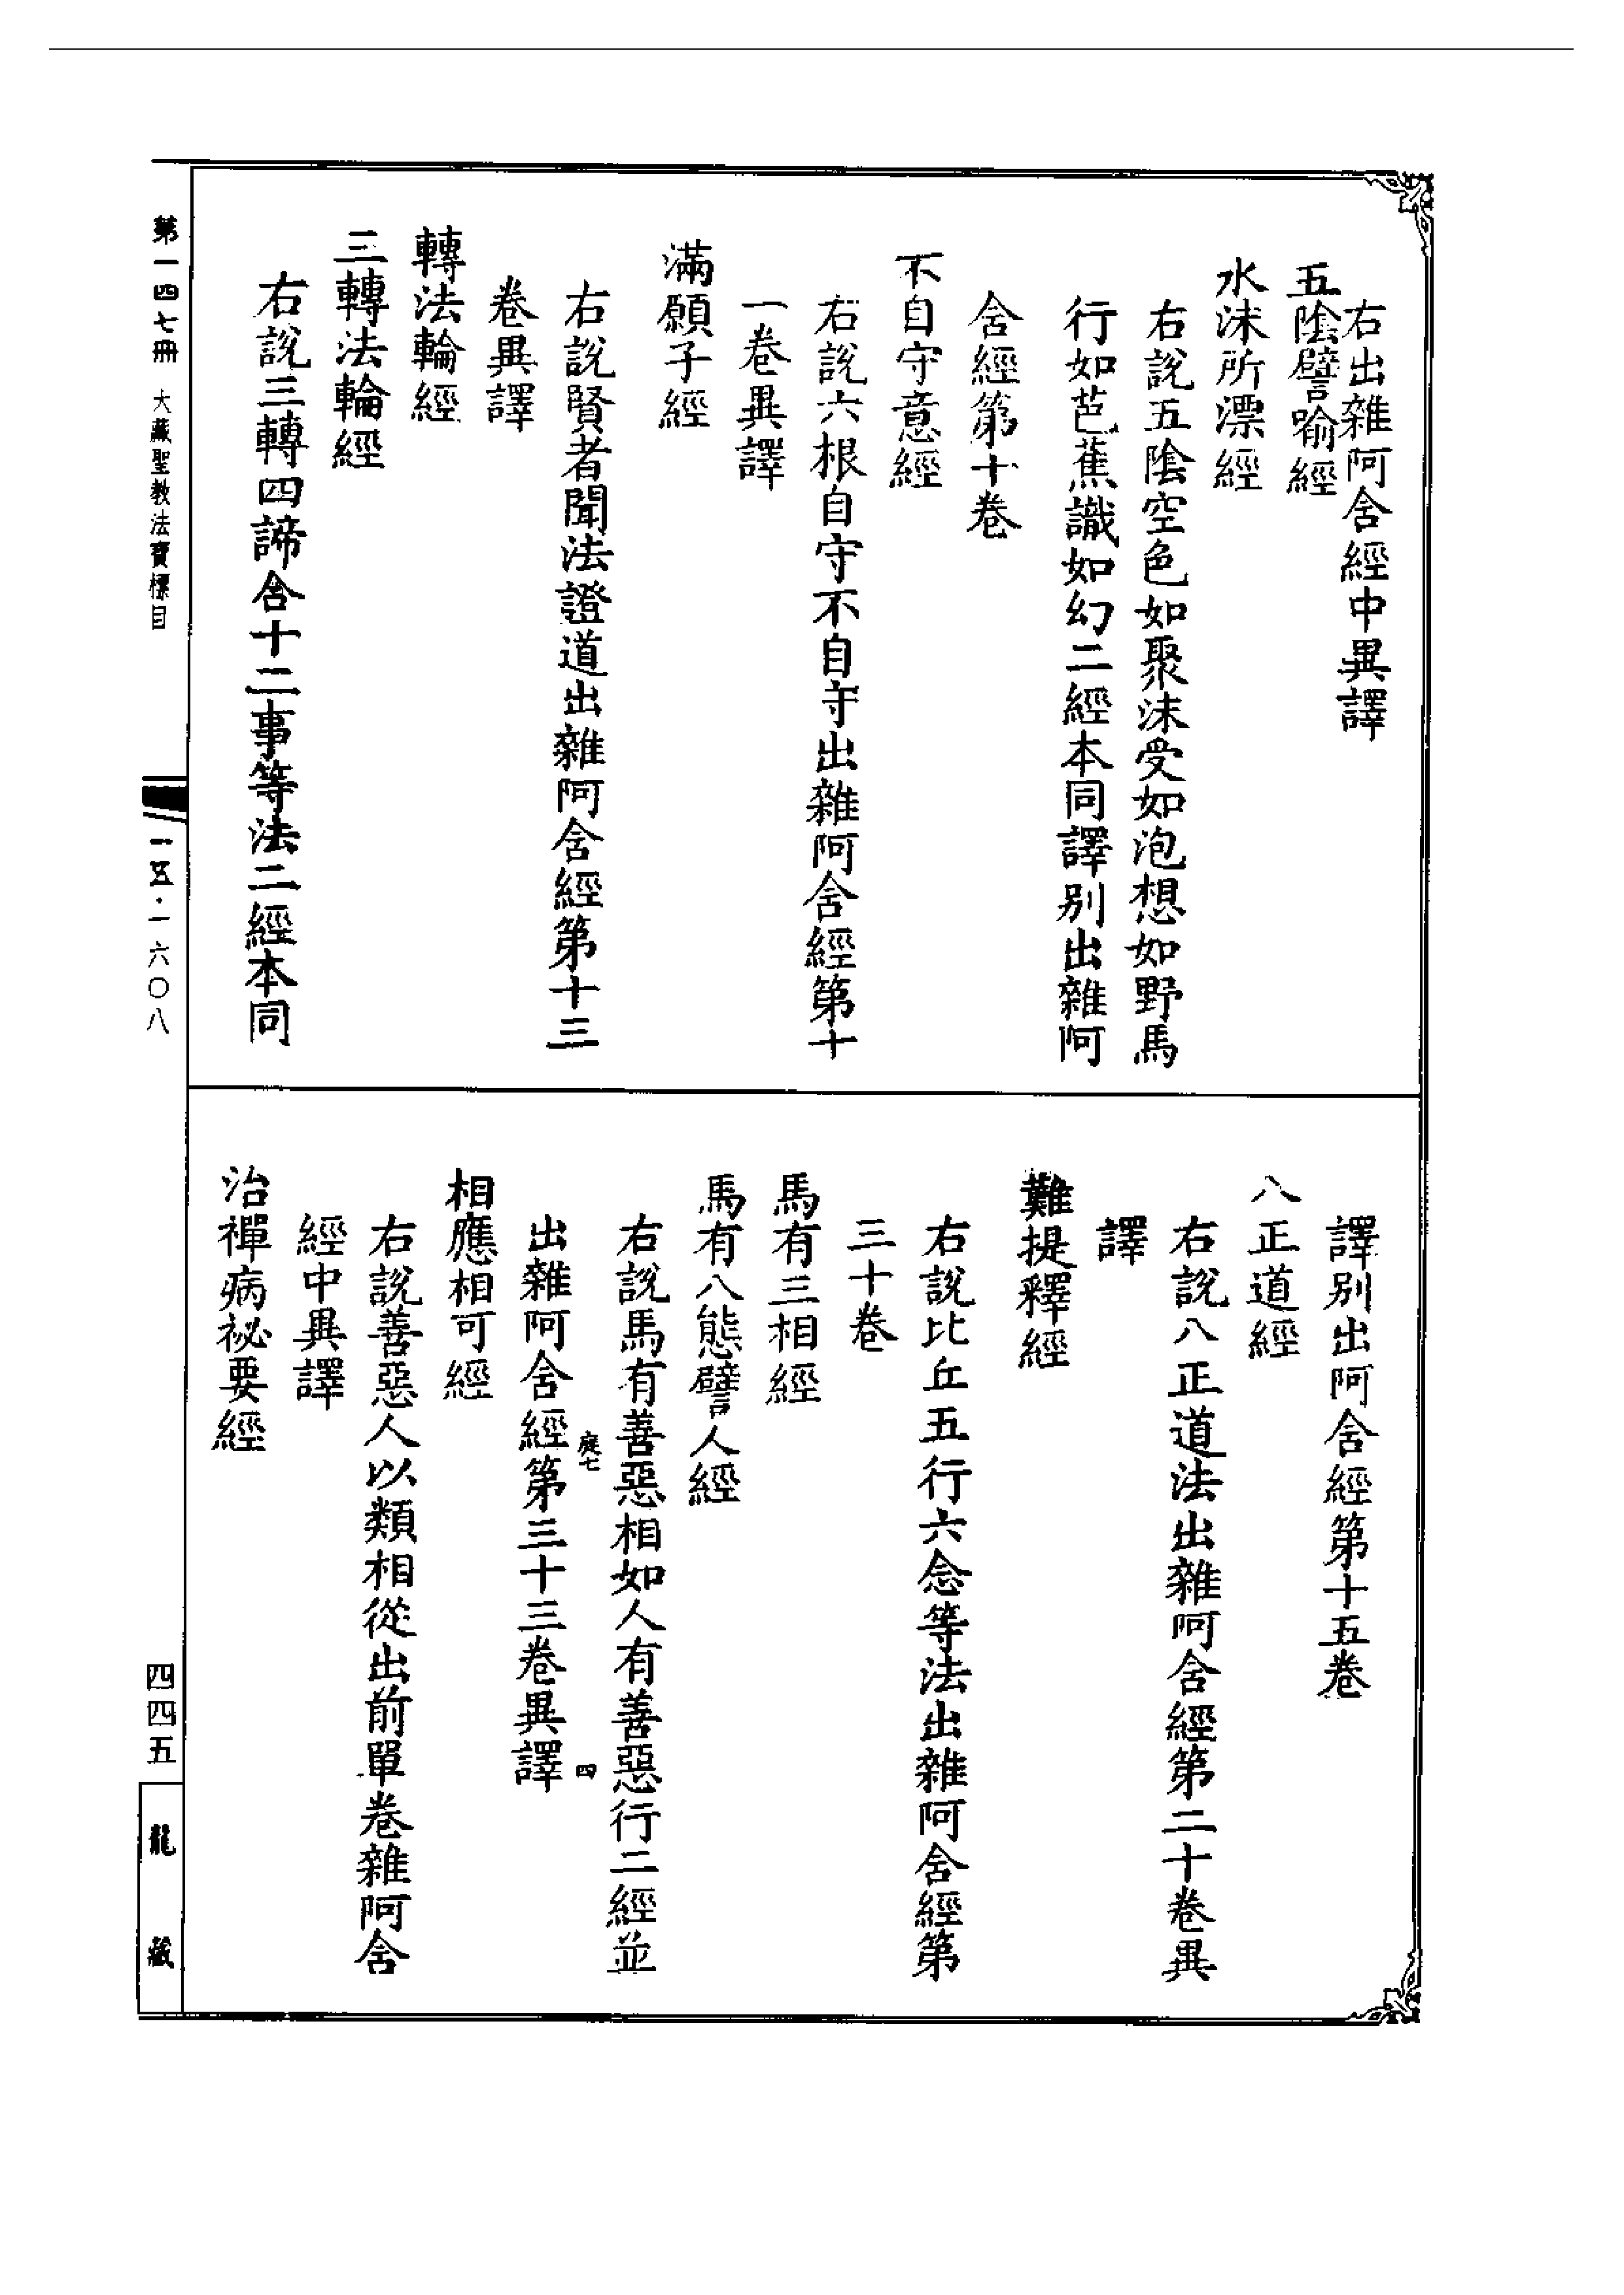 右出雜阿含經中異譯
五陰譬喻經
水沫所漂經
右說五陰空色如聚沫受如泡想如野馬
行如芭蕉識如幻二經本同譯別出雜阿
含經第十卷
不自守意經
右說六根自守不自守出雜阿含經第十
一卷異譯
滿願子經
右說賢者聞法證道出雜阿含經第十三
卷異譯
轉法輪經
三轉法輪經
右說三轉四諦含十二事等法二經本同
譯別出阿含經第十五卷
八正道經
右說八正道法出雜阿含經第二十卷異
譯
難提釋經
右說比丘五行六念等法出雜阿含經第
三十卷
馬有三相經
馬有八態譬人經
右說馬有善惡相如人有善惡行二經並
庭七 四
出雜阿含經第三十三卷異譯
相應相可經
右說善惡人以類相從出前單卷雜阿含
經中異譯
治禪病祕要經
第一四七冊 大藏聖教法寶標目
一五·一六〇八
四四五
龍藏